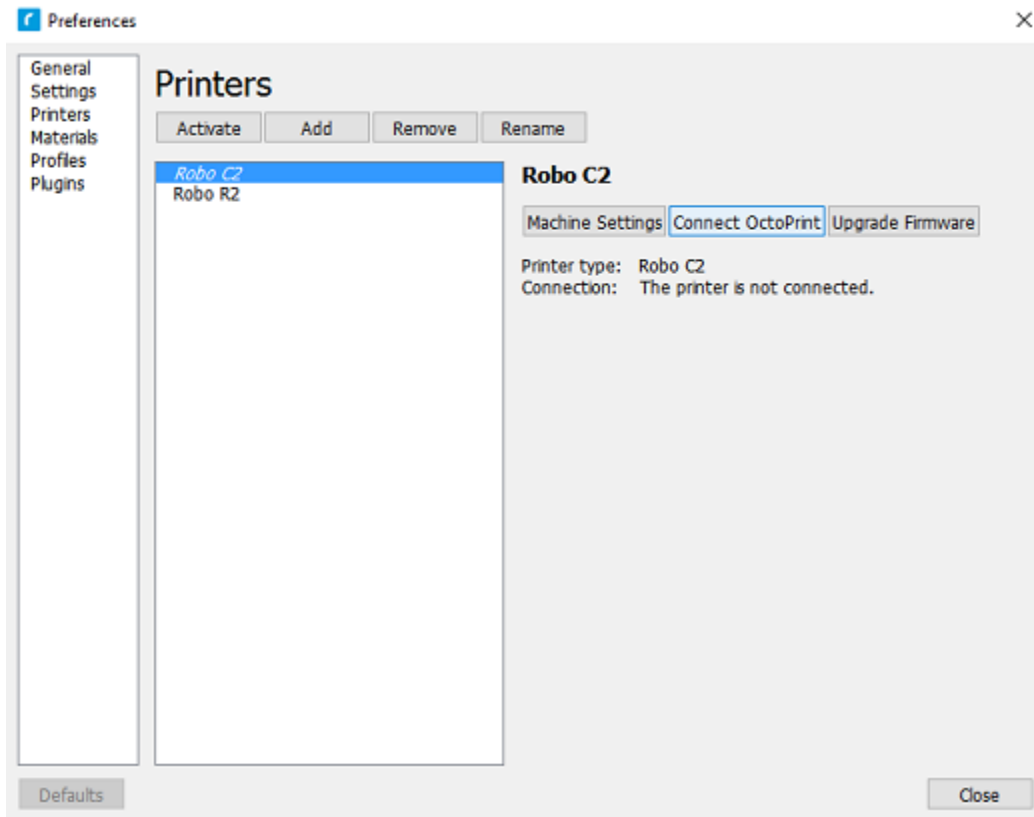 Preferences
General
Settings
Printers
Materials
Profiles
Plugins
Printers
Activate Add Remove Rename
Robo C2
Robo R2
Robo C2
Machine Settings Connect OctoPrint Upgrade Firmware
Printer type: Robo C2
Connection: The printer is not connected.
Defaults Close